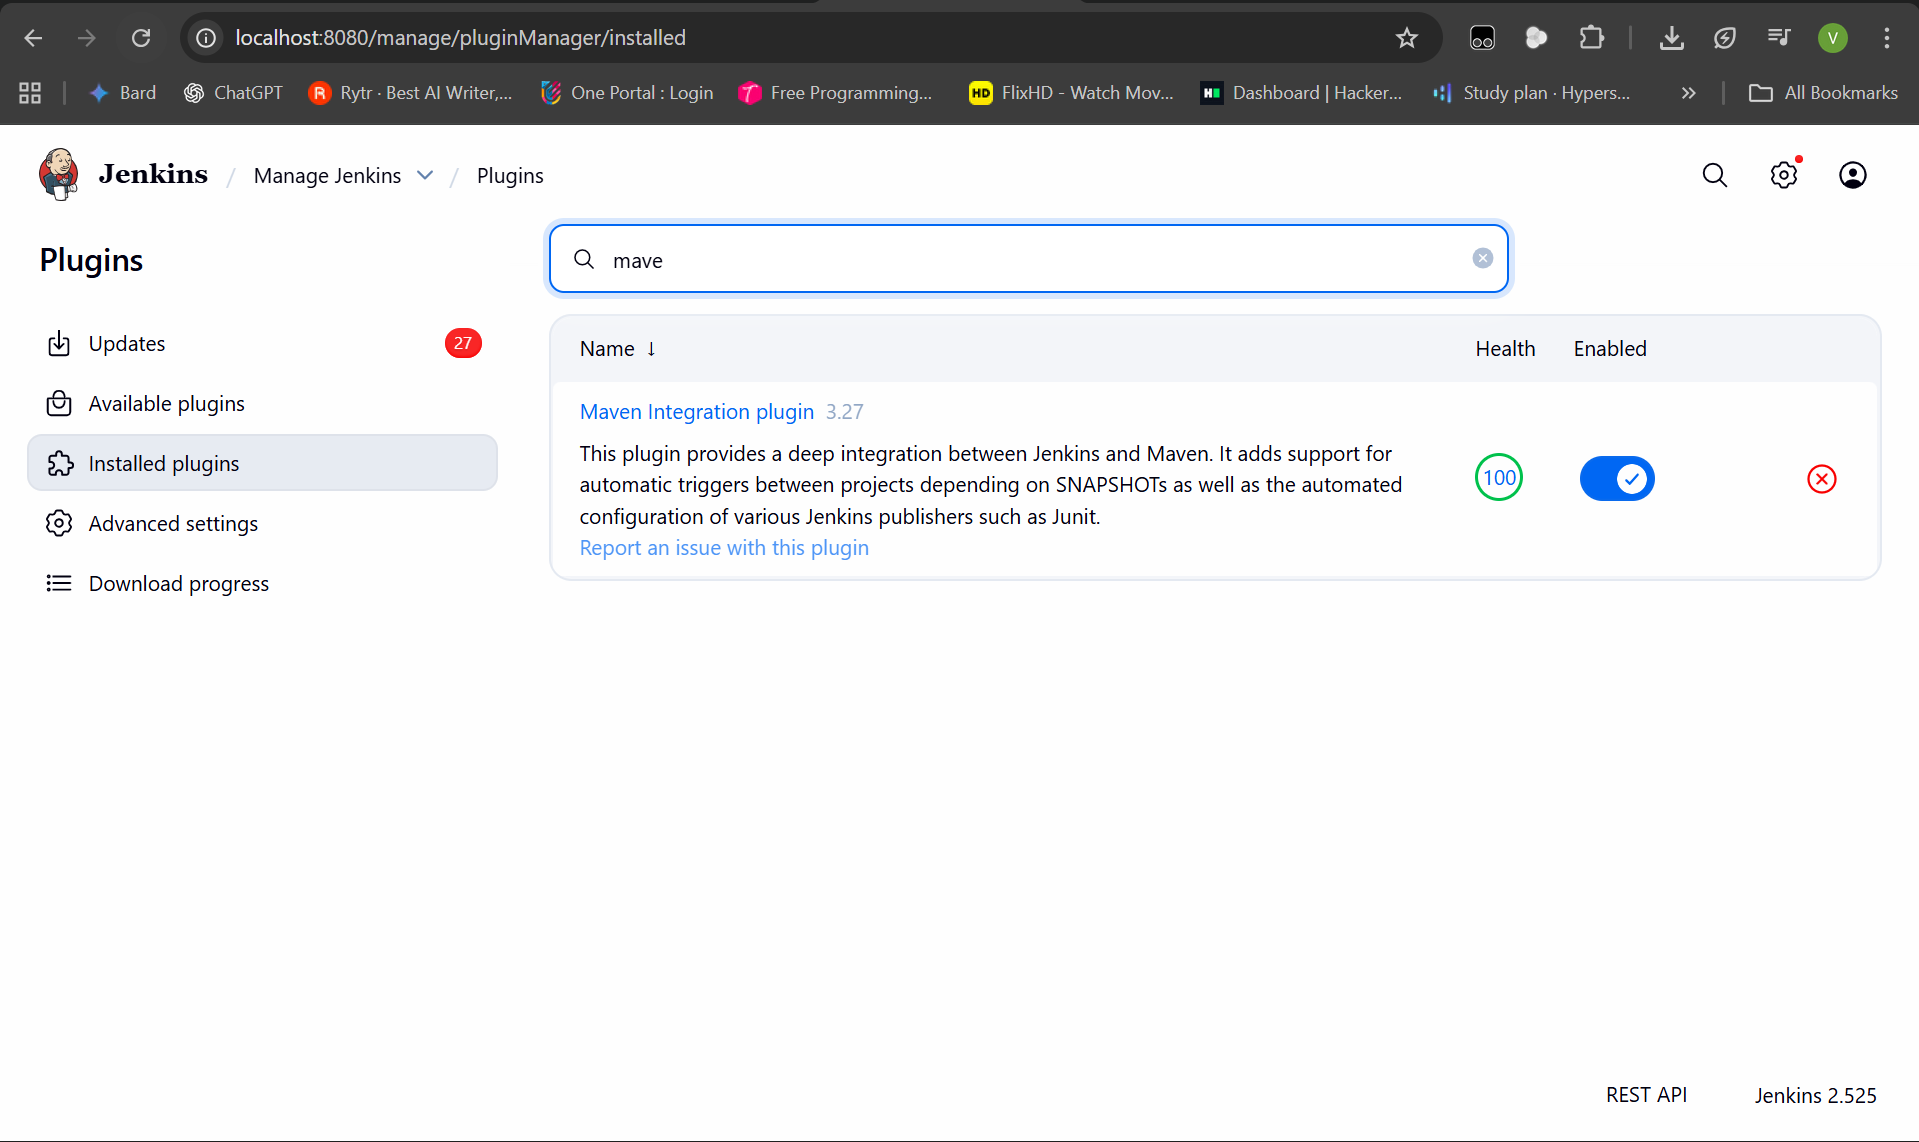 localhost:8080/manage/pluginManager/installed
V
Bard
ChatGPT
R
Rytr · Best AI Writer,...
One Portal : Login
Free Programming...
HD
FlixHD - Watch Mov...
Dashboard | Hacker...
Study plan · Hypers...
»
All Bookmarks
Jenkins / Manage Jenkins / Plugins
Plugins
mave
Updates 27
Available plugins
Installed plugins
Advanced settings
Download progress
Name ↓ Health Enabled
Maven Integration plugin 3.27
This plugin provides a deep integration between Jenkins and Maven. It adds support for
automatic triggers between projects depending on SNAPSHOTs as well as the automated
configuration of various Jenkins publishers such as Junit.
Report an issue with this plugin
100
REST API Jenkins 2.525